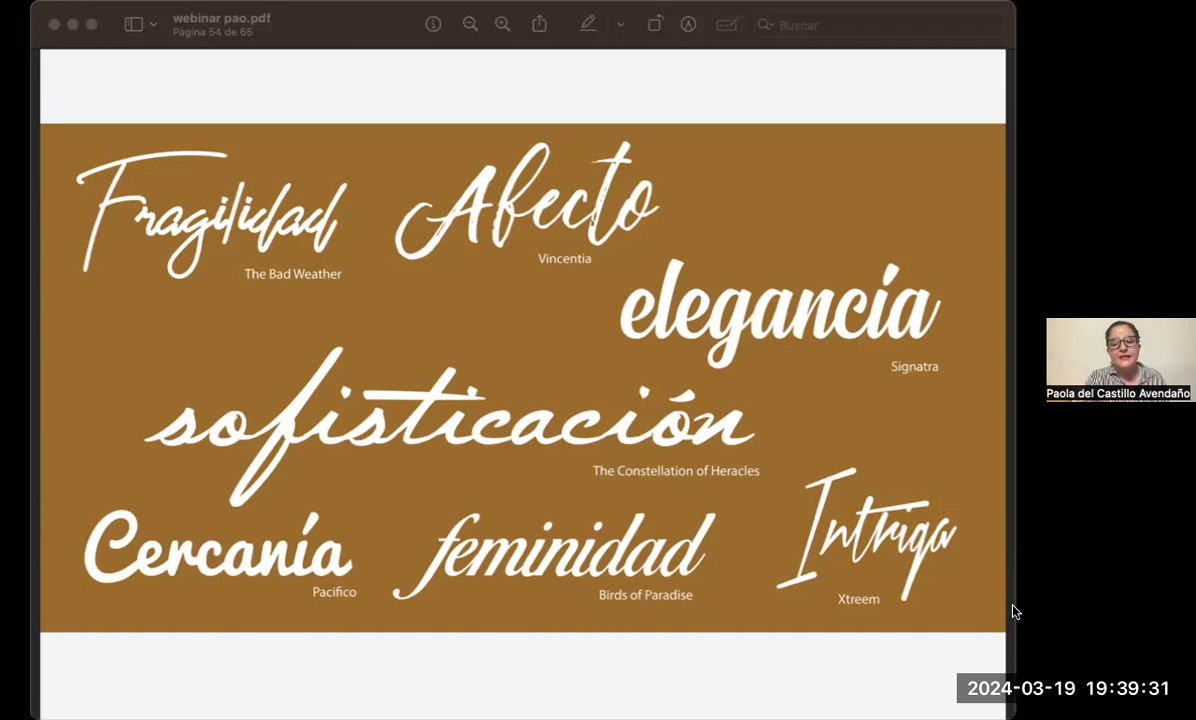 webinar pao.pdf
Página 54 de 65
Buscar
Fragilidad
The Bad Weather
Afecto
Vincentia
elegancía
Signatra
sofisticación
The Constellation of Heracles
Cercanía
Pacifico
feminidad
Birds of Paradise
Intriga
Xtreem
Paola del Castillo Avendaño
2024-03-19 19:39:31